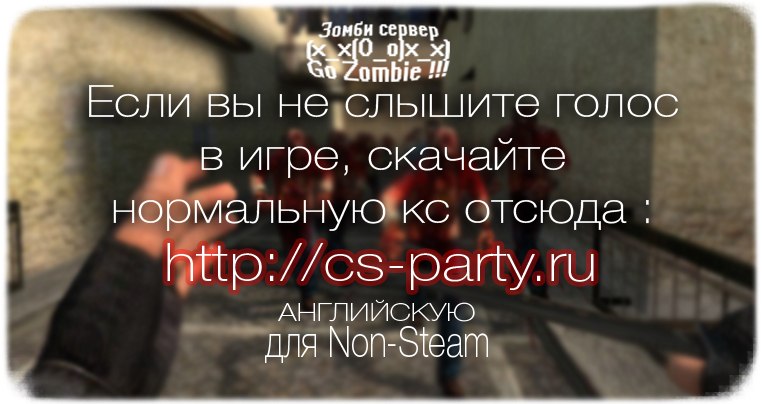 Зомби сервер
(x_x(O_o)x_x)
Go Zombie !!!
Если вы не слышите голос
в игре, скачайте
нормальную кс отсюда :
http://cs-party.ru
АНГЛИЙСКУЮ
для Non-Steam